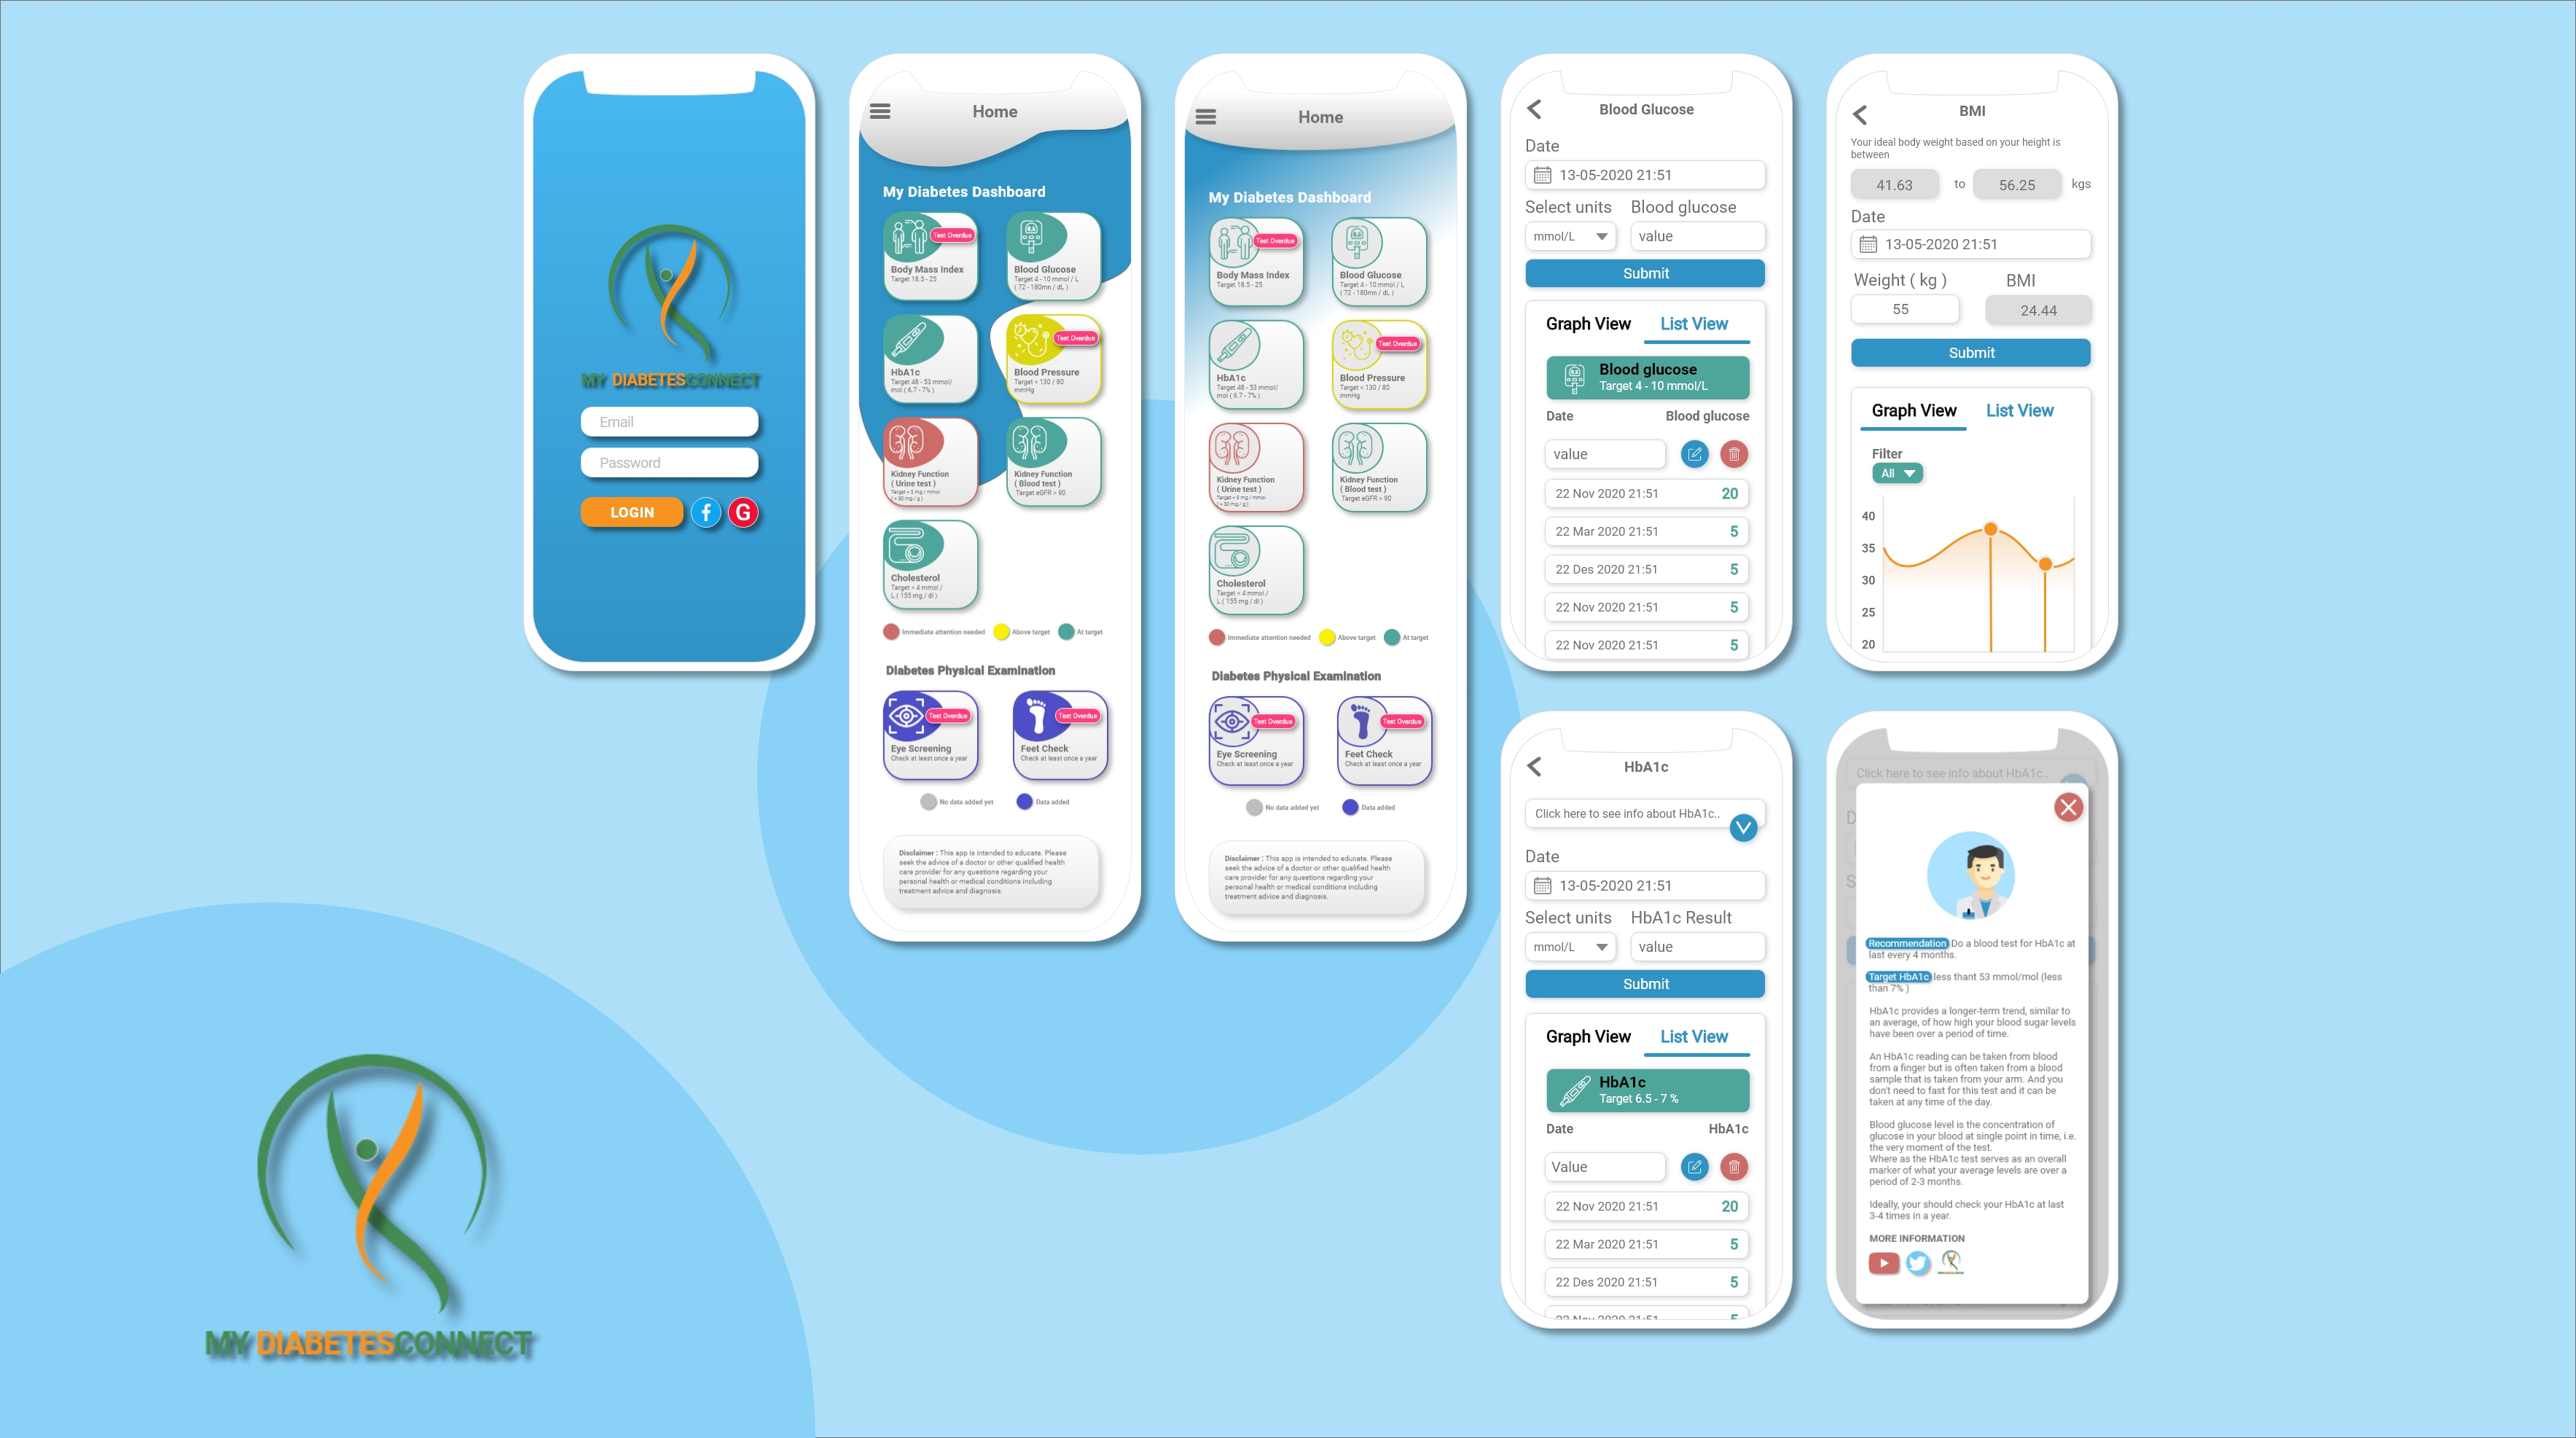 MY DIABETESCONNECT
Email
Password
LOGIN
f
G
Home
My Diabetes Dashboard
Test Overdue
Body Mass Index
Target 18.5 - 25
Blood Glucose
Target 4 - 10 mmol / L
( 72 - 180mn / dL )
HbA1c
Target 48 - 53 mmol/
mol ( 6.7 - 7% )
Test Overdue
Blood Pressure
Target < 130 / 80
mmHg
Kidney Function
( Urine test )
Target < 3 mg / mmol
( < 30 mg / g )
Kidney Function
( Blood test )
Target eGFR > 90
Cholesterol
Target < 4 mmol /
L ( 155 mg / dl )
Immediate attention needed
Above target
At target
Diabetes Physical Examination
Test Overdue
Eye Screening
Check at least once a year
Test Overdue
Feet Check
Check at least once a year
No data added yet
Data added
Disclaimer : This app is intended to educate. Please
seek the advice of a doctor or other qualified health
care provider for any questions regarding your
personal health or medical conditions including
treatment advice and diagnosis.
Home
My Diabetes Dashboard
Test Overdue
Body Mass Index
Target 18.5 - 25
Blood Glucose
Target 4 - 10 mmol / L
( 72 - 180mn / dL )
HbA1c
Target 48 - 53 mmol/
mol ( 6.7 - 7% )
Test Overdue
Blood Pressure
Target < 130 / 80
mmHg
Kidney Function
( Urine test )
Target < 3 mg / mmol
( < 30 mg / g )
Kidney Function
( Blood test )
Target eGFR > 90
Cholesterol
Target < 4 mmol /
L ( 155 mg / dl )
Immediate attention needed
Above target
At target
Diabetes Physical Examination
Test Overdue
Eye Screening
Check at least once a year
Test Overdue
Feet Check
Check at least once a year
No data added yet
Data added
Disclaimer : This app is intended to educate. Please
seek the advice of a doctor or other qualified health
care provider for any questions regarding your
personal health or medical conditions including
treatment advice and diagnosis.
Blood Glucose
Date
13-05-2020 21:51
Select units Blood glucose
mmol/L value
Submit
Graph View List View
Blood glucose
Target 4 - 10 mmol/L
Date Blood glucose
value
22 Nov 2020 21:51 20
22 Mar 2020 21:51 5
22 Des 2020 21:51 5
22 Nov 2020 21:51 5
22 Nov 2020 21:51 5
BMI
Your ideal body weight based on your height is
between
41.63 to 56.25 kgs
Date
13-05-2020 21:51
Weight ( kg ) BMI
55 24.44
Submit
Graph View List View
Filter
All
40
35
30
25
20
HbA1c
Click here to see info about HbA1c..
Date
13-05-2020 21:51
Select units HbA1c Result
mmol/L value
Submit
Graph View List View
HbA1c
Target 6.5 - 7 %
Date HbA1c
Value
22 Nov 2020 21:51 20
22 Mar 2020 21:51 5
22 Des 2020 21:51 5
22 Nov 2020 21:51 5
Click here to see info about HbA1c..
D
S
Recommendation Do a blood test for HbA1c at
last every 4 months.
Target HbA1c less thant 53 mmol/mol (less
than 7% )
HbA1c provides a longer-term trend, similar to
an average, of how high your blood sugar levels
have been over a period of time.
An HbA1c reading can be taken from blood
from a finger but is often taken from a blood
sample that is taken from your arm. And you
don't need to fast for this test and it can be
taken at any time of the day.
Blood glucose level is the concentration of
glucose in your blood at single point in time, i.e.
the very moment of the test.
Where as the HbA1c test serves as an overall
marker of what your average levels are over a
period of 2-3 months.
Ideally, your should check your HbA1c at last
3-4 times in a year.
MORE INFORMATION
MY DIABETESCONNECT